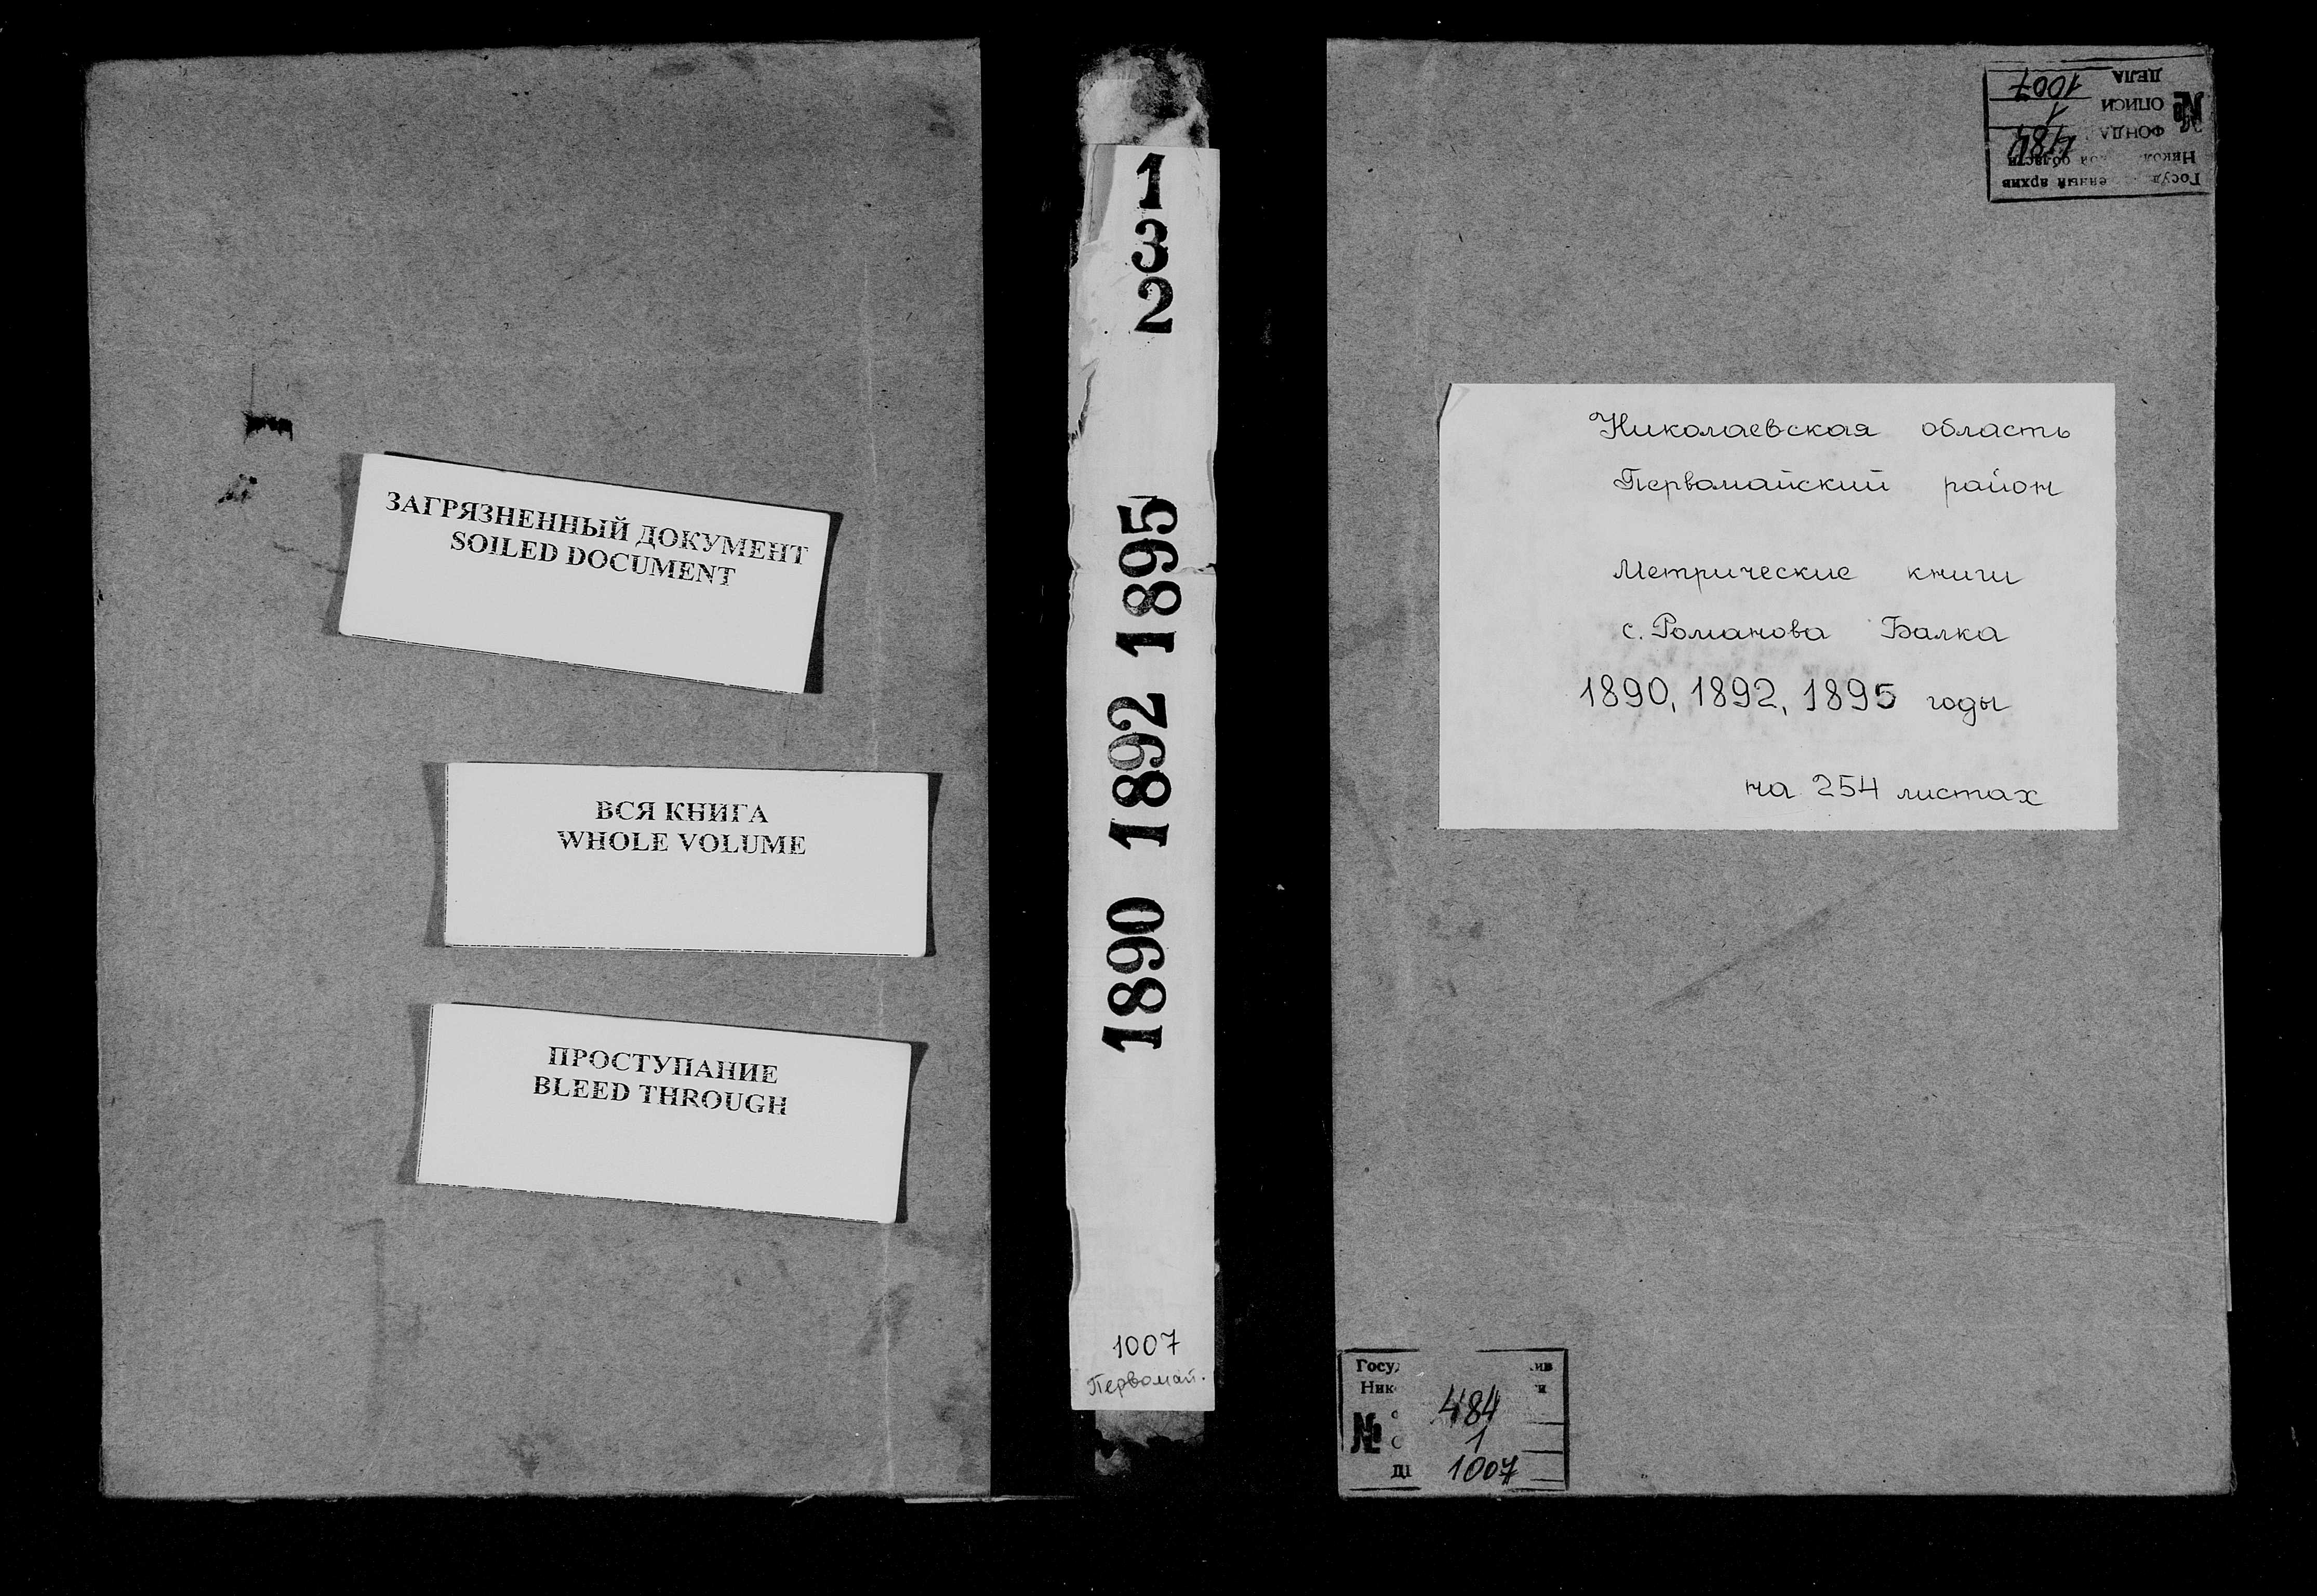 ЗАГРЯЗНЕННЫЙ ДОКУМЕНТ
SOILED DOCUMENT
ВСЯ КНИГА
WHOLE VOLUME
ПРОСТУПАНИЕ
BLEED THROUGH
1
3
2
1890 1892 1895
1007
Первомай.
Николаевская область
Первомайский район
Метрические книги
с. Романова Балка
1890, 1892, 1895 годы
на 254 листах
№
ФОНДА 484
ОПИСИ 1
ДЕЛА 1007
№
484
1
1007